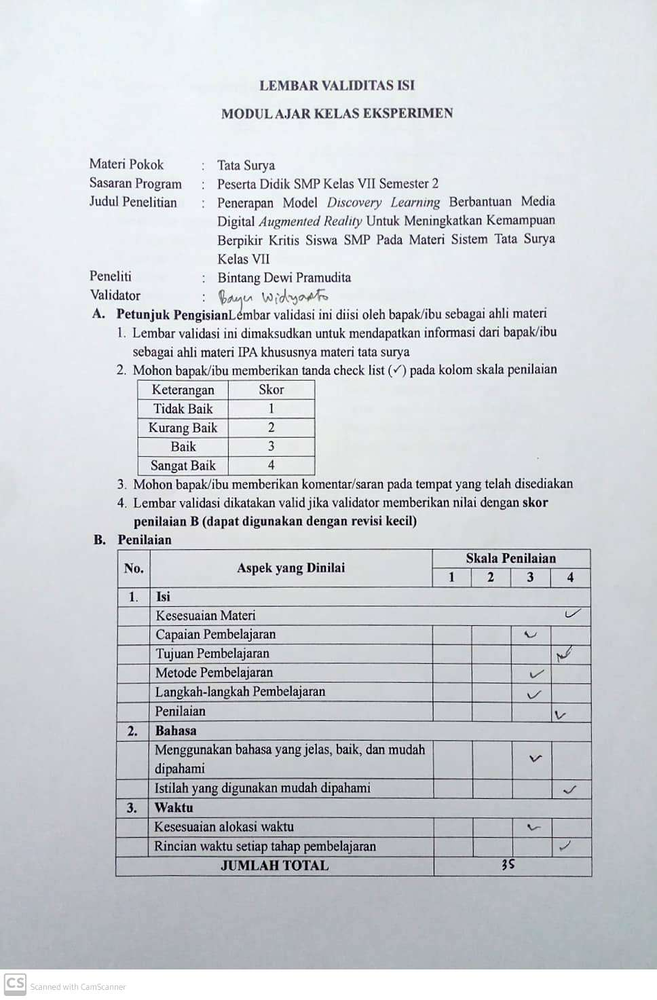 LEMBAR VALIDITAS ISI
MODUL AJAR KELAS EKSPERIMEN
Materi Pokok : Tata Surya
Sasaran Program : Peserta Didik SMP Kelas VII Semester 2
Judul Penelitian : Penerapan Model Discovery Learning Berbantuan Media
Digital Augmented Reality Untuk Meningkatkan Kemampuan
Berpikir Kritis Siswa SMP Pada Materi Sistem Tata Surya
Kelas VII
Peneliti : Bintang Dewi Pramudita
Validator : Bayu Widyanto
A. Petunjuk PengisianLembar validasi ini diisi oleh bapak/ibu sebagai ahli materi
1. Lembar validasi ini dimaksudkan untuk mendapatkan informasi dari bapak/ibu
sebagai ahli materi IPA khususnya materi tata surya
2. Mohon bapak/ibu memberikan tanda check list (✓) pada kolom skala penilaian
Keterangan Skor
Tidak Baik 1
Kurang Baik 2
Baik 3
Sangat Baik 4
3. Mohon bapak/ibu memberikan komentar/saran pada tempat yang telah disediakan
4. Lembar validasi dikatakan valid jika validator memberikan nilai dengan skor
penilaian B (dapat digunakan dengan revisi kecil)
B. Penilaian
No. Aspek yang Dinilai Skala Penilaian
1 2 3 4
1. Isi
Kesesuaian Materi ✓
Capaian Pembelajaran ✓
Tujuan Pembelajaran ✓
Metode Pembelajaran ✓
Langkah-langkah Pembelajaran ✓
Penilaian ✓
2. Bahasa
Menggunakan bahasa yang jelas, baik, dan mudah
dipahami ✓
Istilah yang digunakan mudah dipahami ✓
3. Waktu
Kesesuaian alokasi waktu ✓
Rincian waktu setiap tahap pembelajaran ✓
JUMLAH TOTAL 35
CS Scanned with CamScanner